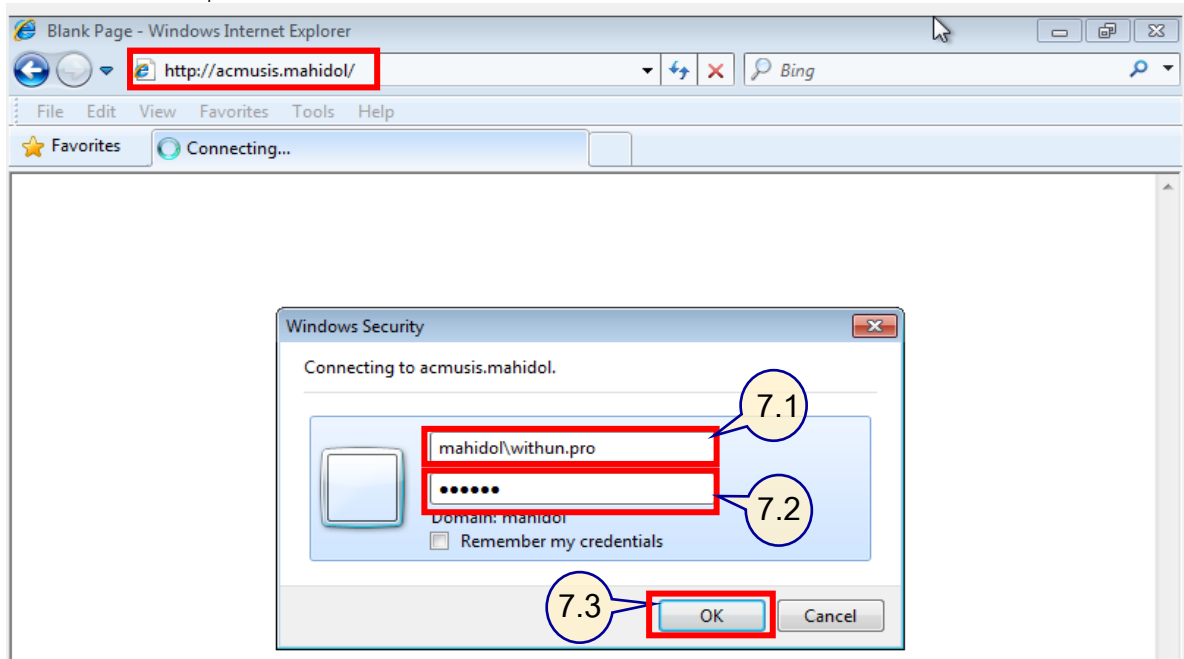 Blank Page - Windows Internet Explorer
http://acmusis.mahidol/
Bing
File Edit View Favorites Tools Help
Favorites
Connecting...
Windows Security
Connecting to acmusis.mahidol.
7.1
mahidol\withun.pro
••••••
7.2
Domain: mahidol
Remember my credentials
7.3
OK
Cancel